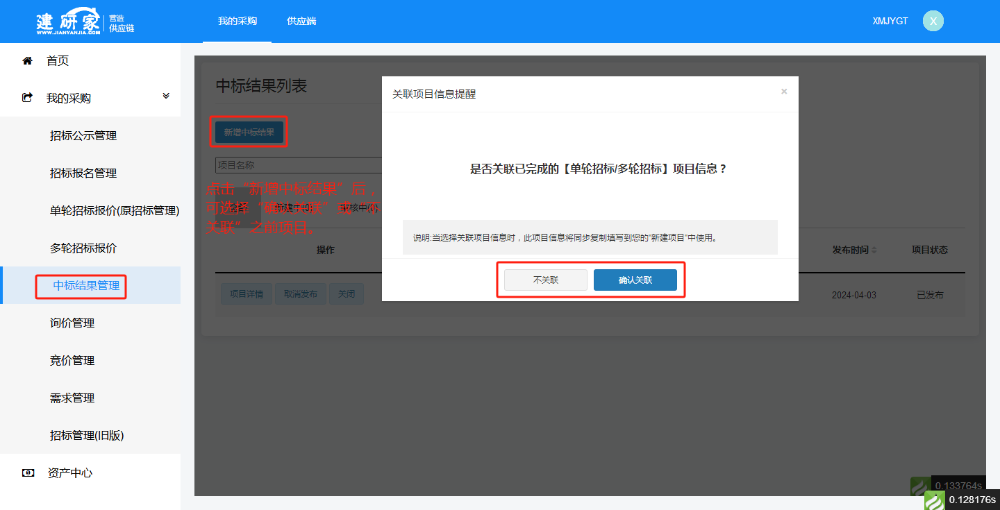 建研家
WWW.JIANYANJIA.COM
营造
供应链
我的采购
供应端
XMJYGT
X
首页
我的采购
招标公示管理
招标报名管理
单轮招标报价(原招标管理)
多轮招标报价
中标结果管理
询价管理
竞价管理
需求管理
招标管理(旧版)
资产中心
中标结果列表
新增中标结果
项目名称
点击“新增中标结果”后，
可选择“确认关联”或“不
关联”之前项目。
新建中(0)
审核中(0)
操作
发布时间
项目状态
项目详情
取消发布
关闭
2024-04-03
已发布
关联项目信息提醒
×
是否关联已完成的【单轮招标/多轮招标】项目信息？
说明:当选择关联项目信息时，此项目信息将同步复制填写到您的"新建项目"中使用。
不关联
确认关联
0.133764s
0.128176s